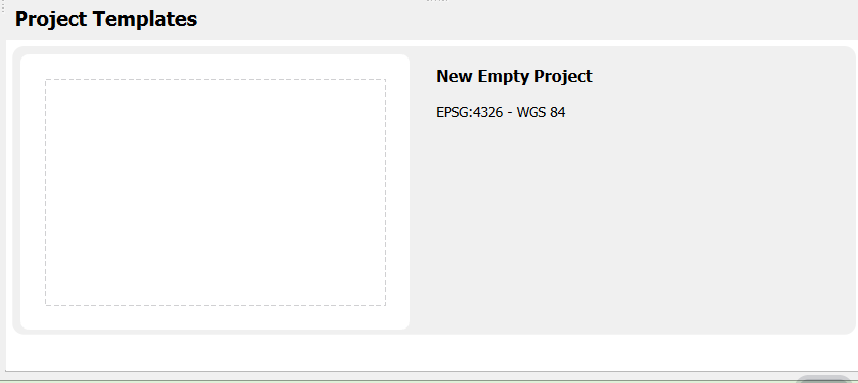 Project Templates
New Empty Project
EPSG:4326 - WGS 84